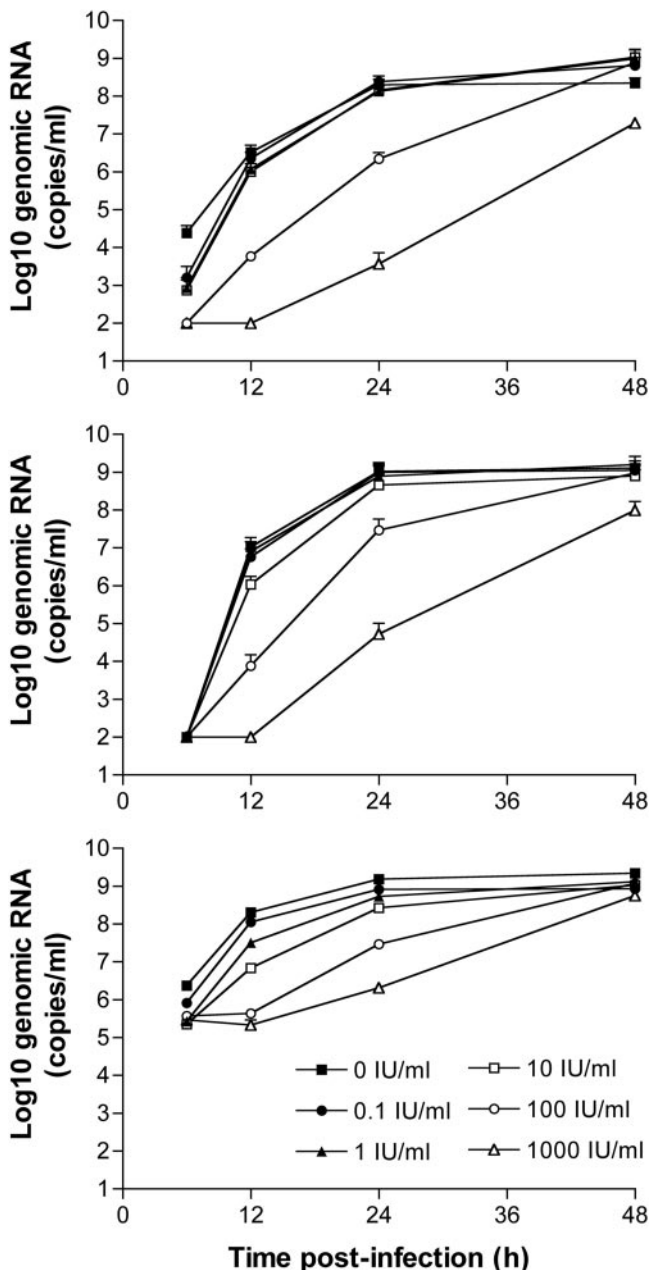 10
9
8
7
6
5
4
3
2
1
Log10 genomic RNA
(copies/ml)
0 12 24 36 48
10
9
8
7
6
5
4
3
2
1
Log10 genomic RNA
(copies/ml)
0 12 24 36 48
10
9
8
7
6
5
4
3
2
1
Log10 genomic RNA
(copies/ml)
0 IU/ml 10 IU/ml
0.1 IU/ml 100 IU/ml
1 IU/ml 1000 IU/ml
0 12 24 36 48
Time post-infection (h)